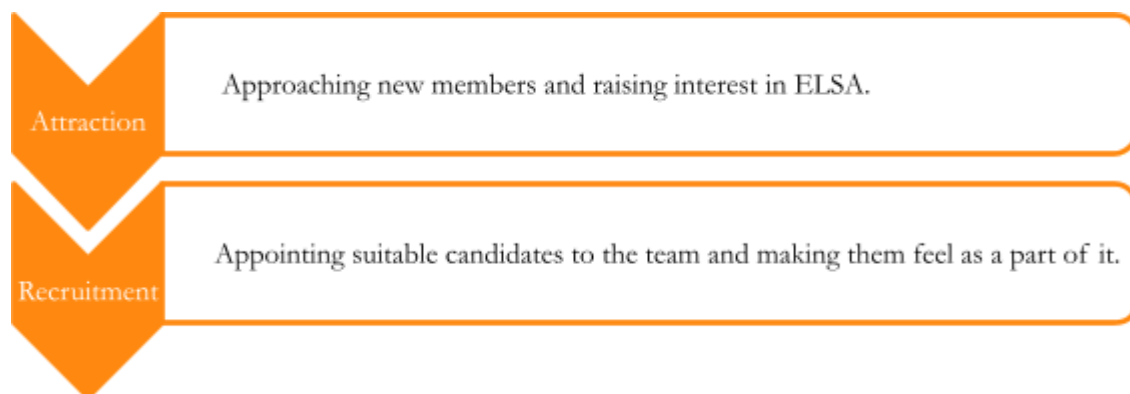 Attraction
Approaching new members and raising interest in ELSA.
Recruitment
Appointing suitable candidates to the team and making them feel as a part of it.